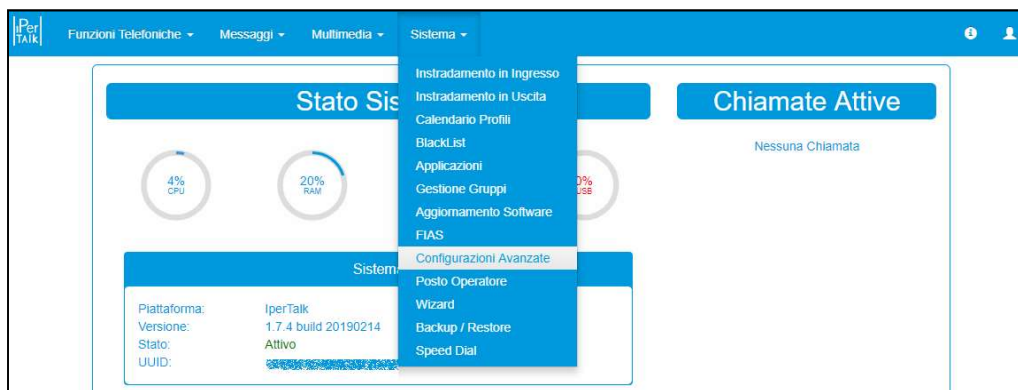 iPer
TAlk
Funzioni Telefoniche
Messaggi
Multimedia
Sistema
Instradamento in Ingresso
Instradamento in Uscita
Calendario Profili
BlackList
Applicazioni
Gestione Gruppi
Aggiornamento Software
FIAS
Configurazioni Avanzate
Posto Operatore
Wizard
Backup / Restore
Speed Dial
Stato Sis
4%
CPU
20%
RAM
0%
USB
Sistema
Piattaforma: IperTalk
Versione: 1.7.4 build 20190214
Stato: Attivo
UUID:
Chiamate Attive
Nessuna Chiamata